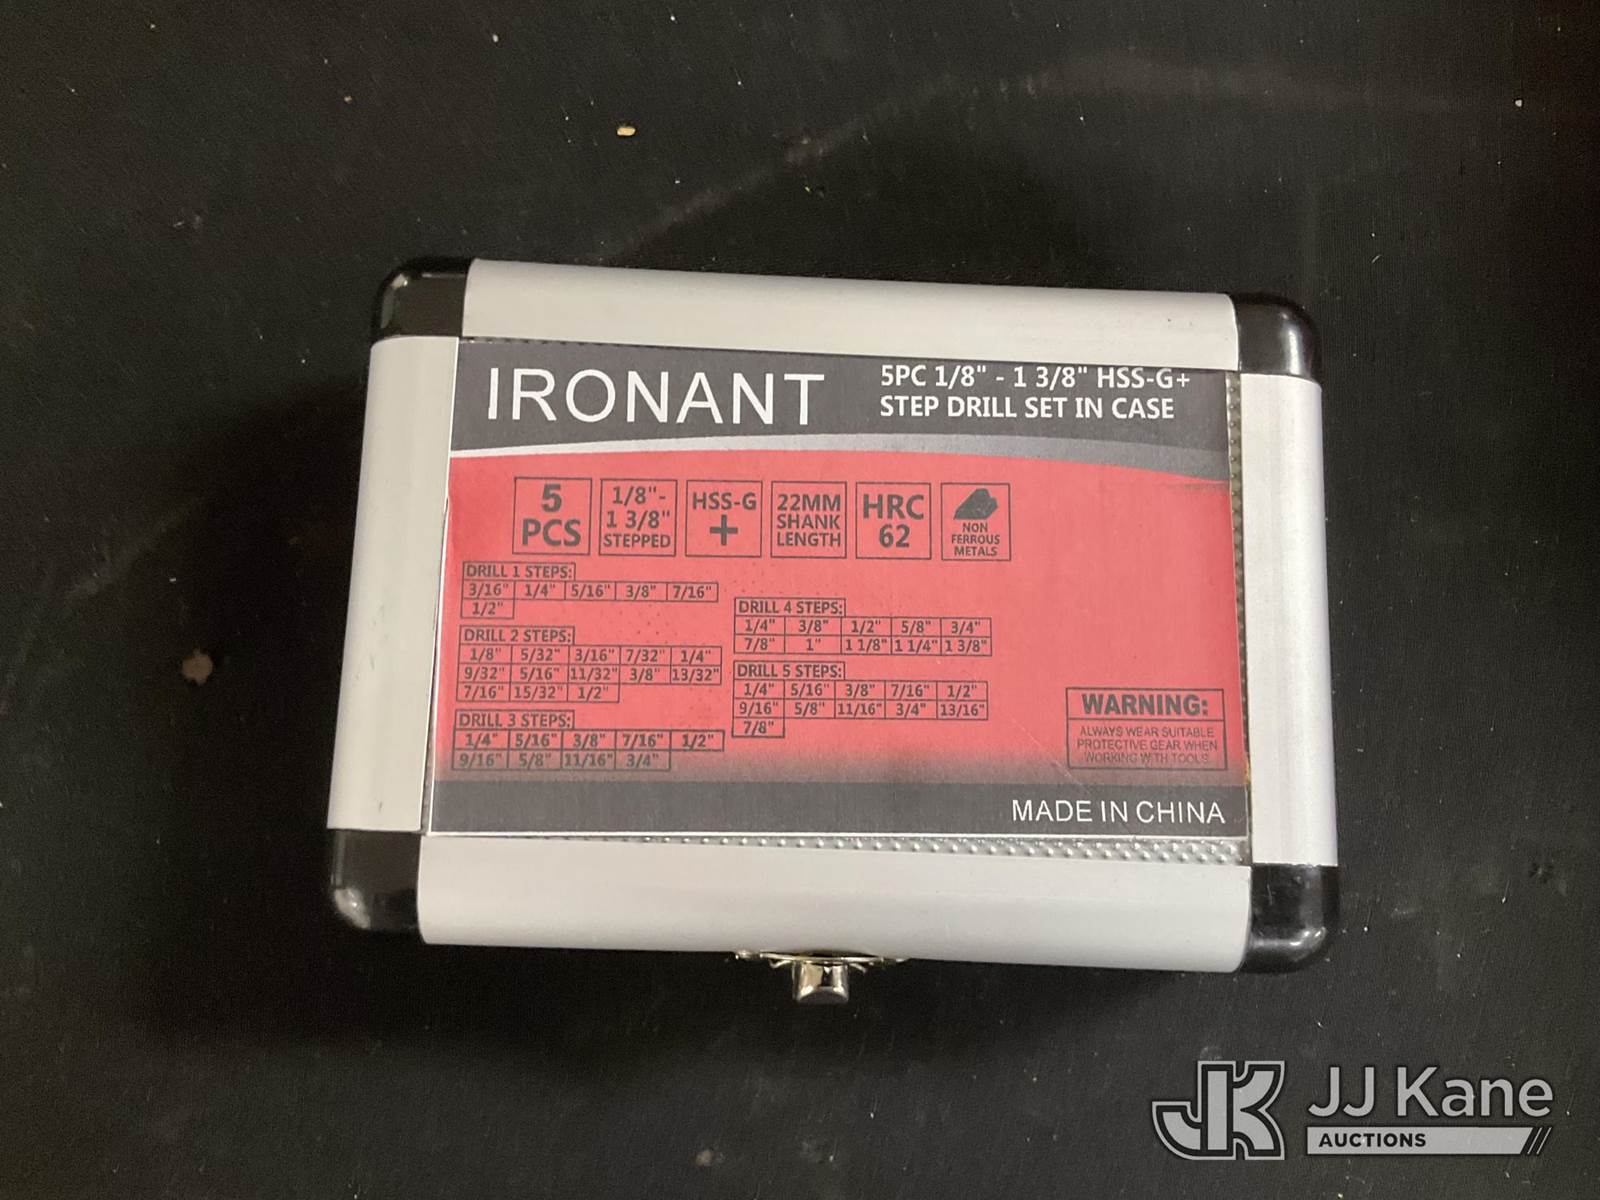 IRONANT
5PC 1/8" - 1 3/8" HSS-G+
STEP DRILL SET IN CASE
5
PCS
1/8"-
1 3/8"
STEPPED
HSS-G
+
22MM
SHANK
LENGTH
HRC
62
NON
FERROUS
METALS
DRILL 1 STEPS:
3/16" 1/4" 5/16" 3/8" 7/16"
1/2"
DRILL 2 STEPS:
1/8" 5/32" 3/16" 7/32" 1/4"
9/32" 5/16" 11/32" 3/8" 13/32"
7/16" 15/32" 1/2"
DRILL 3 STEPS:
1/4" 5/16" 3/8" 7/16" 1/2"
9/16" 5/8" 11/16" 3/4"
DRILL 4 STEPS:
1/4" 3/8" 1/2" 5/8" 3/4"
7/8" 1" 1 1/8" 1 1/4" 1 3/8"
DRILL 5 STEPS:
1/4" 5/16" 3/8" 7/16" 1/2"
9/16" 5/8" 11/16" 3/4" 13/16"
7/8"
WARNING:
ALWAYS WEAR SUITABLE
PROTECTIVE GEAR WHEN
WORKING WITH TOOLS
MADE IN CHINA
JK JJ Kane
AUCTIONS